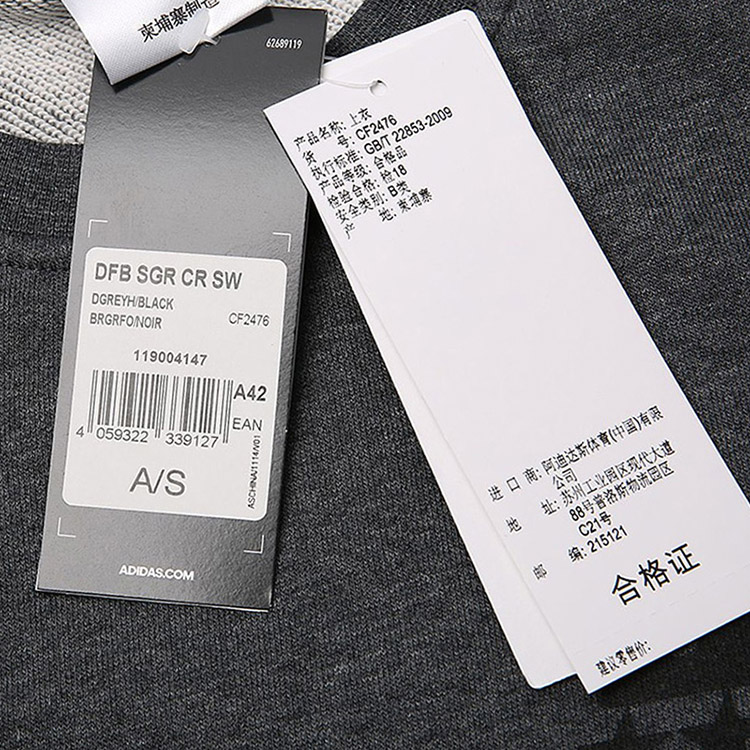 柬埔寨制造
62689119
DFB SGR CR SW
DGREYH/BLACK
BRGRFO/NOIR CF2476
119004147
A42
EAN
4 059322 339127
A/S
ASCHINA/1114/V01
ADIDAS.COM
产品名称: 上衣
货 号: CF2476
执行标准: GB/T 22853-2009
产品等级: 合格品
检验合格: 检18
安全类别: B类
产 地: 柬埔寨
进 口 商: 阿迪达斯体育(中国)有限
公司
地 址: 苏州工业园区现代大道
88号普洛斯物流园区
C21号
邮 编: 215121
合格证
建议零售价: